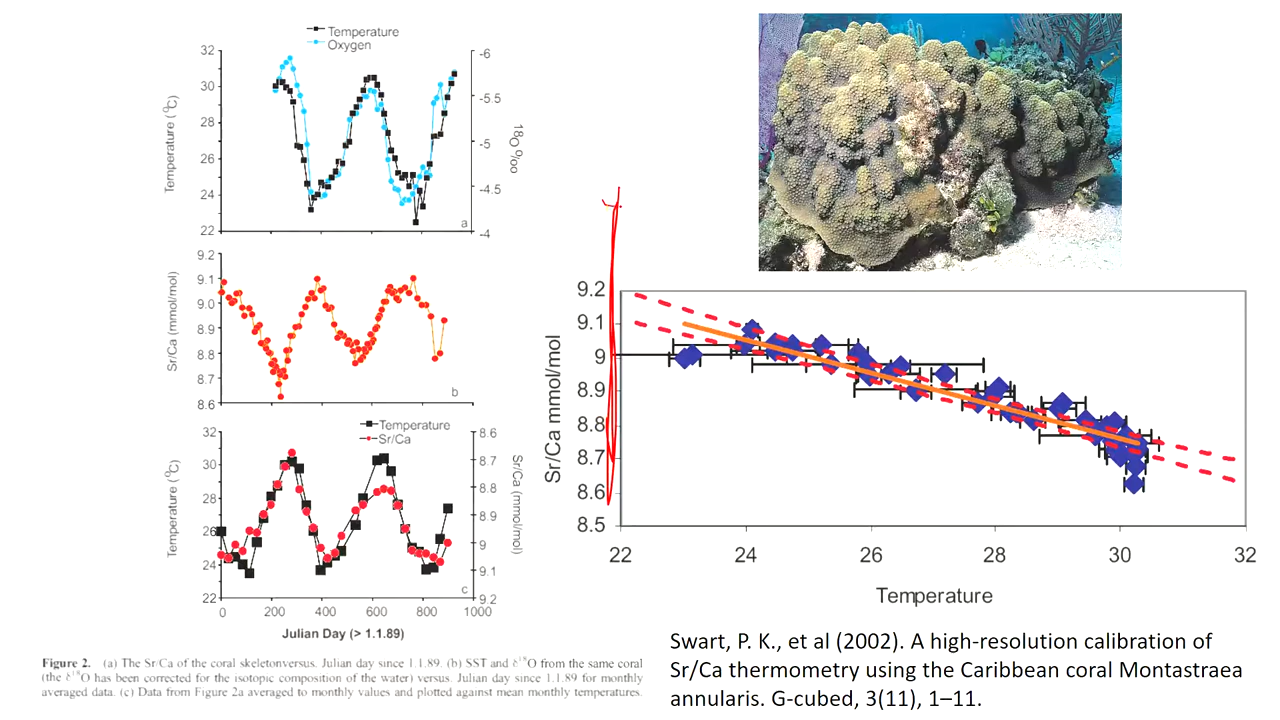 Temperature
Oxygen
32
30
28
26
24
22
Temperature (°C)
-6
-5.5
-5
-4.5
-4
18O o/oo
a
9.2
9.1
9.0
8.9
8.8
8.7
8.6
Sr/Ca (mmol/mol)
b
Temperature
Sr/Ca
32
30
28
26
24
22
Temperature (°C)
8.6
8.7
8.8
8.9
9
9.1
9.2
Sr/Ca (mmol/mol)
c
0 200 400 600 800 1000
Julian Day (> 1.1.89)
Figure 2. (a) The Sr/Ca of the coral skeletonversus. Julian day since 1.1.89. (b) SST and δ18O from the same coral
(the δ18O has been corrected for the isotopic composition of the water) versus. Julian day since 1.1.89 for monthly
averaged data. (c) Data from Figure 2a averaged to monthly values and plotted against mean monthly temperatures.
9.2
9.1
9
8.9
8.8
8.7
8.6
8.5
Sr/Ca mmol/mol
22 24 26 28 30 32
Temperature
Swart, P. K., et al (2002). A high-resolution calibration of
Sr/Ca thermometry using the Caribbean coral Montastraea
annularis. G-cubed, 3(11), 1–11.